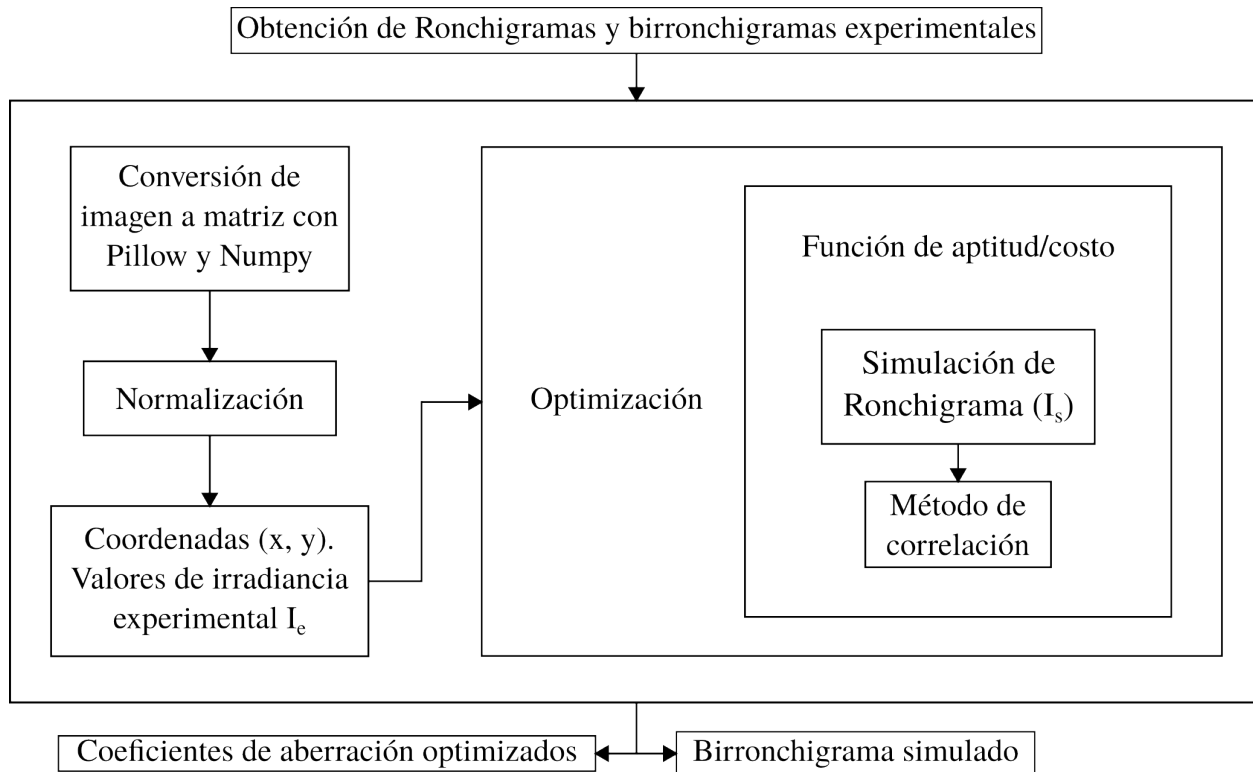 Obtención de Ronchigramas y birronchigramas experimentales
Conversión de
imagen a matriz con
Pillow y Numpy
Normalización
Coordenadas (x, y).
Valores de irradiancia
experimental Iₑ
Optimización
Función de aptitud/costo
Simulación de
Ronchigrama (Iₛ)
Método de
correlación
Coeficientes de aberración optimizados
Birronchigrama simulado